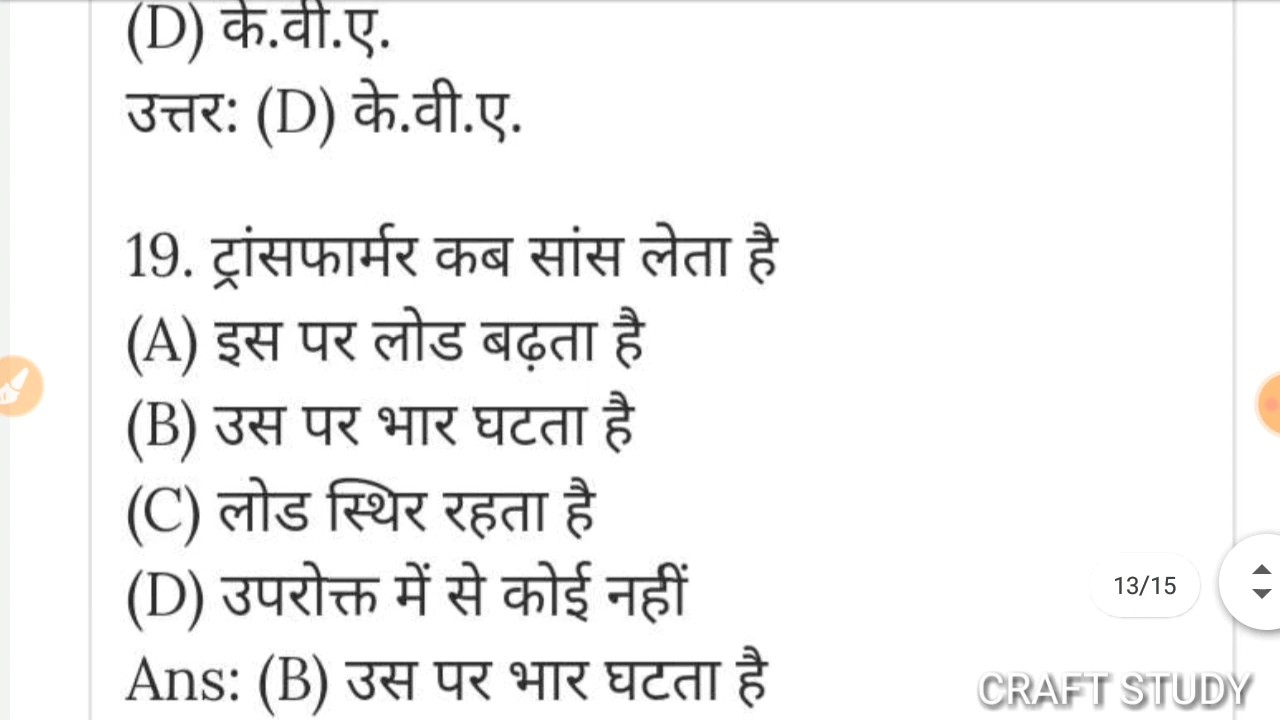 (D) के.वी.ए.
उत्तर: (D) के.वी.ए.
19. ट्रांसफार्मर कब सांस लेता है
(A) इस पर लोड बढ़ता है
(B) उस पर भार घटता है
(C) लोड स्थिर रहता है
(D) उपरोक्त में से कोई नहीं
13/15
Ans: (B) उस पर भार घटता है
CRAFT STUDY